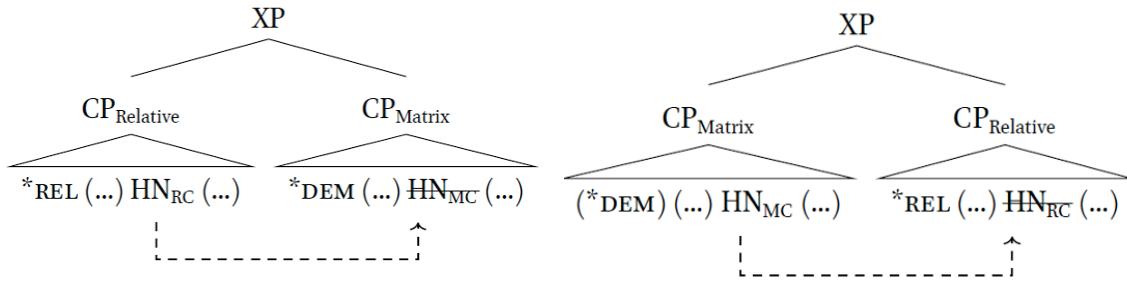 XP
CP_Relative CP_Matrix
*REL (...) HN_RC (...) *DEM (...) HN_MC (...)
XP
CP_Matrix CP_Relative
(*DEM) (...) HN_MC (...) *REL (...) HN_RC (...)